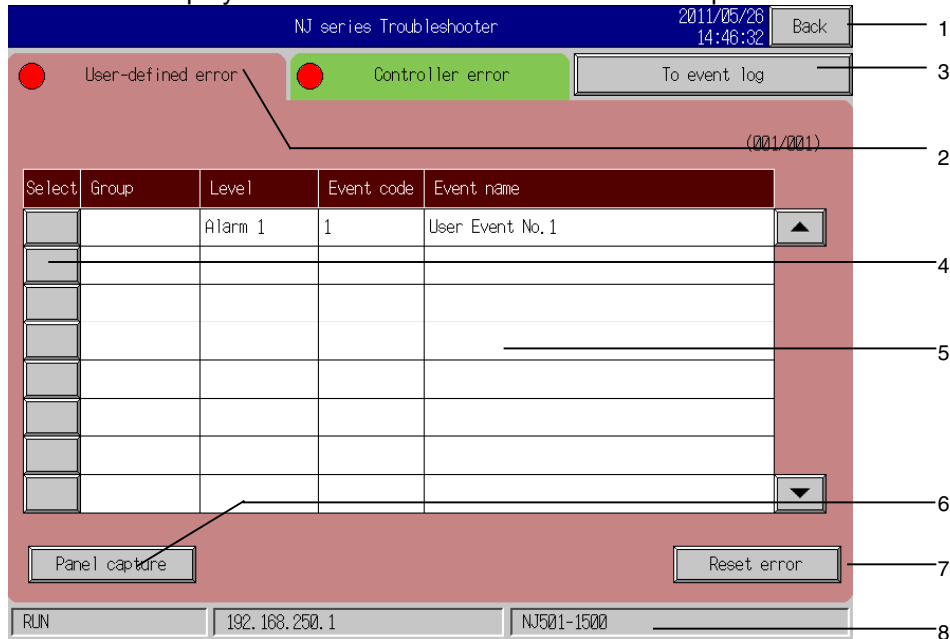 NJ series Troubleshooter
2011/05/26
14:46:32
Back
1
User-defined error
Controller error
To event log
3
(001/001)
2
Select Group Level Event code Event name
Alarm 1 1 User Event No.1
4
5
6
Panel capture
Reset error
7
RUN
192.168.250.1
NJ501-1500
8